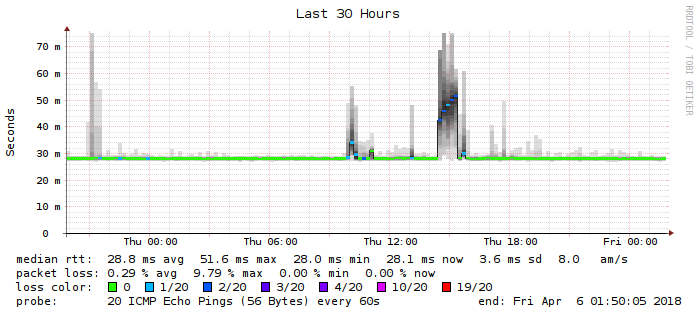 Last 30 Hours
RRDTOOL / TOBI OETIKER
Seconds
70 m
60 m
50 m
40 m
30 m
20 m
10 m
0
Thu 00:00 Thu 06:00 Thu 12:00 Thu 18:00 Fri 00:00
median rtt: 28.8 ms avg 51.6 ms max 28.0 ms min 28.1 ms now 3.6 ms sd 8.0 am/s
packet loss: 0.29 % avg 9.79 % max 0.00 % min 0.00 % now
loss color: 0 1/20 2/20 3/20 4/20 10/20 19/20
probe: 20 ICMP Echo Pings (56 Bytes) every 60s end: Fri Apr 6 01:50:05 2018